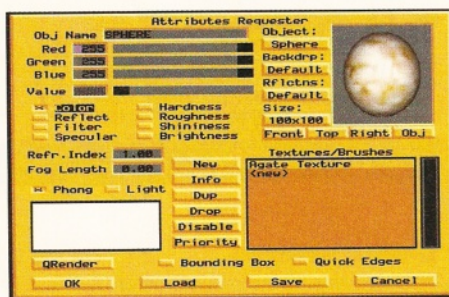 Attributes Requester
Obj Name SPHERE
Red 255
Green 255
Blue 255
Value
Color
Reflect
Filter
Specular
Hardness
Roughness
Shininess
Brightness
Object:
Sphere
Backdrp:
Default
Rflctns:
Default
Size:
100x100
Front Top Right Obj
Refr.Index 1.00
Fog Length 0.00
Phong Light
New
Info
Dup
Drop
Disable
Priority
Textures/Brushes
Agate Texture
(new)
QRender
Bounding Box
Quick Edges
OK Load Save Cancel